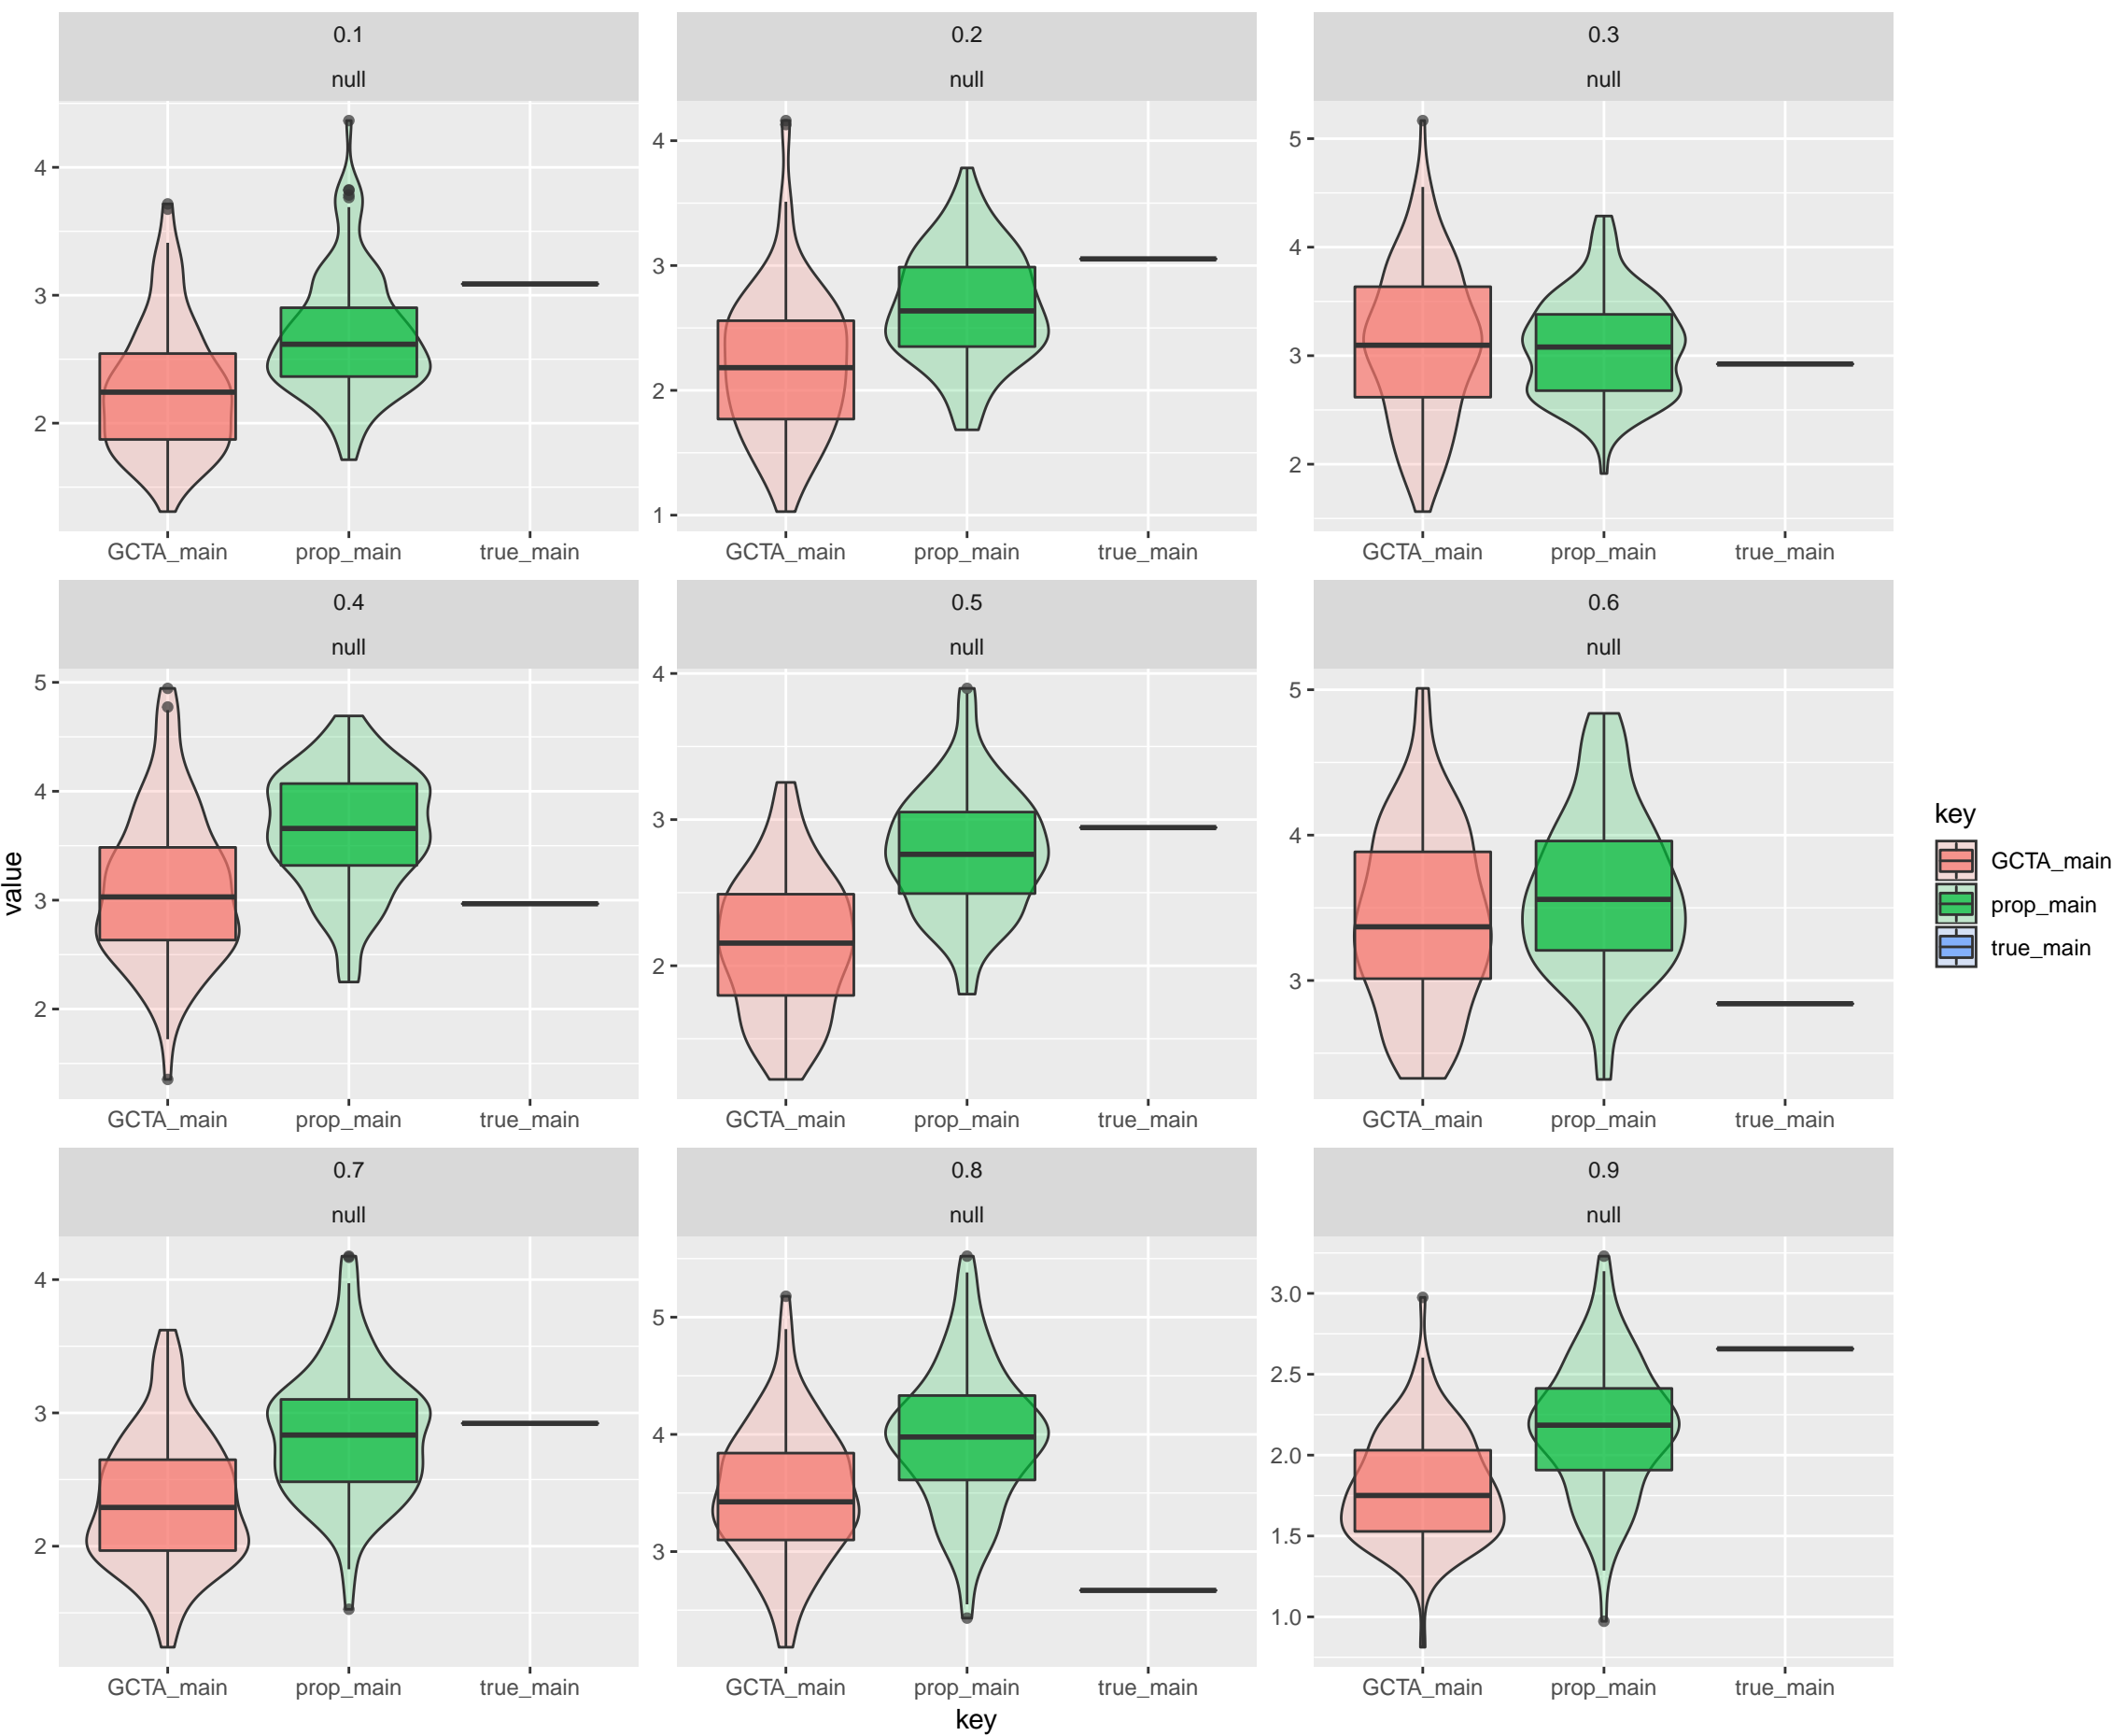 0.1
null
0.2
null
0.3
null
4
3
2
GCTA_main
prop_main
true_main
4
3
2
1
GCTA_main
prop_main
true_main
5
4
3
2
GCTA_main
prop_main
true_main
0.4
null
0.5
null
0.6
null
value
5
4
3
2
GCTA_main
prop_main
true_main
4
3
2
GCTA_main
prop_main
true_main
5
4
3
GCTA_main
prop_main
true_main
0.7
null
0.8
null
0.9
null
4
3
2
GCTA_main
prop_main
true_main
5
4
3
GCTA_main
prop_main
true_main
3.0
2.5
2.0
1.5
1.0
GCTA_main
prop_main
true_main
key
key
GCTA_main
prop_main
true_main